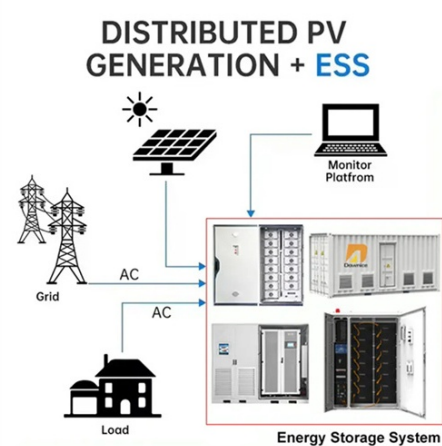 DISTRIBUTED PV
GENERATION + ESS
Monitor
Platfrom
AC
Grid
AC
Load
Energy Storage System